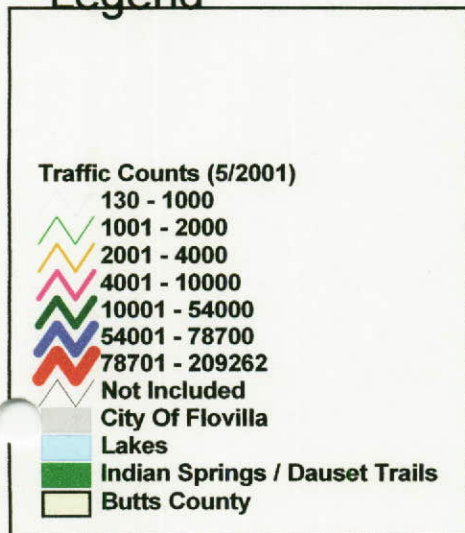 Legend
Traffic Counts (5/2001)
130 - 1000
1001 - 2000
2001 - 4000
4001 - 10000
10001 - 54000
54001 - 78700
78701 - 209262
Not Included
City Of Flovilla
Lakes
Indian Springs / Dauset Trails
Butts County